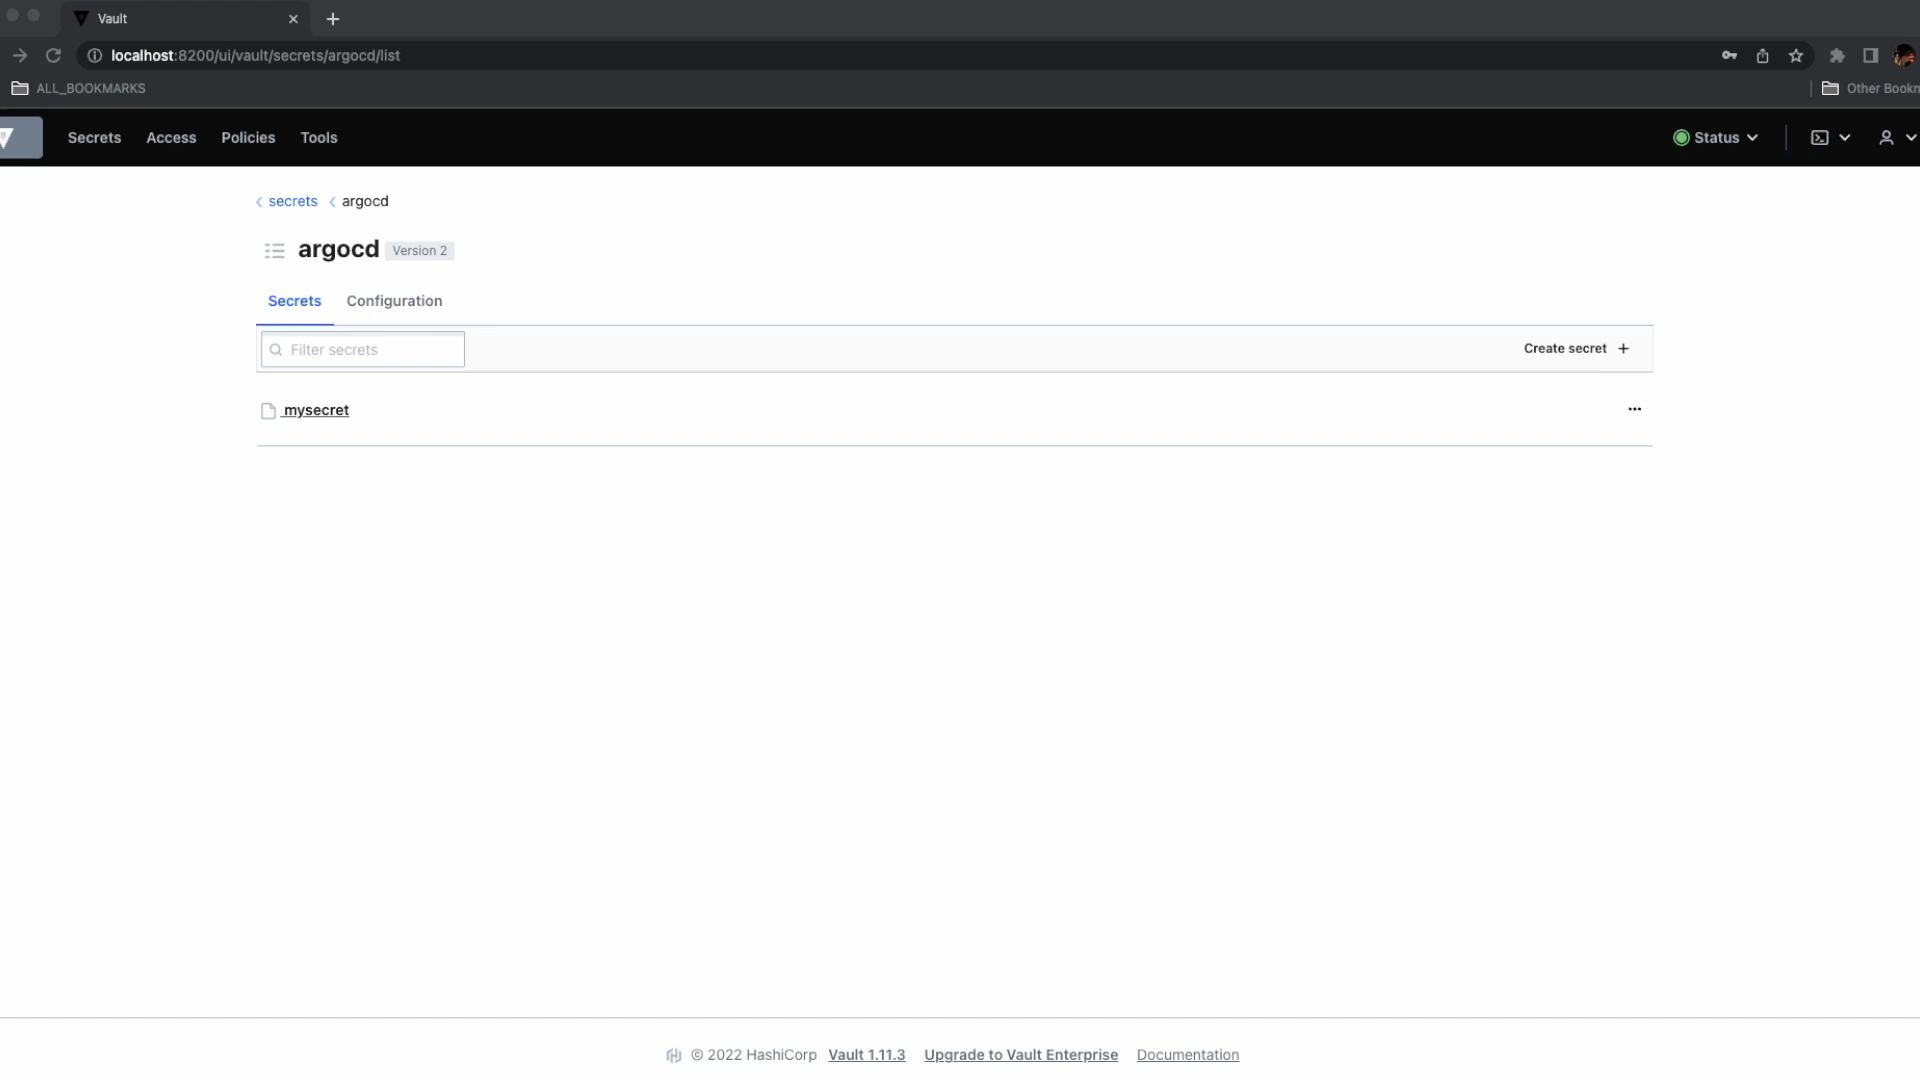 Vault
localhost:8200/ui/vault/secrets/argocd/list
ALL_BOOKMARKS
Other Bookm
Secrets Access Policies Tools
Status
secrets argocd
argocd Version 2
Secrets Configuration
Filter secrets
Create secret +
mysecret
© 2022 HashiCorp Vault 1.11.3 Upgrade to Vault Enterprise Documentation